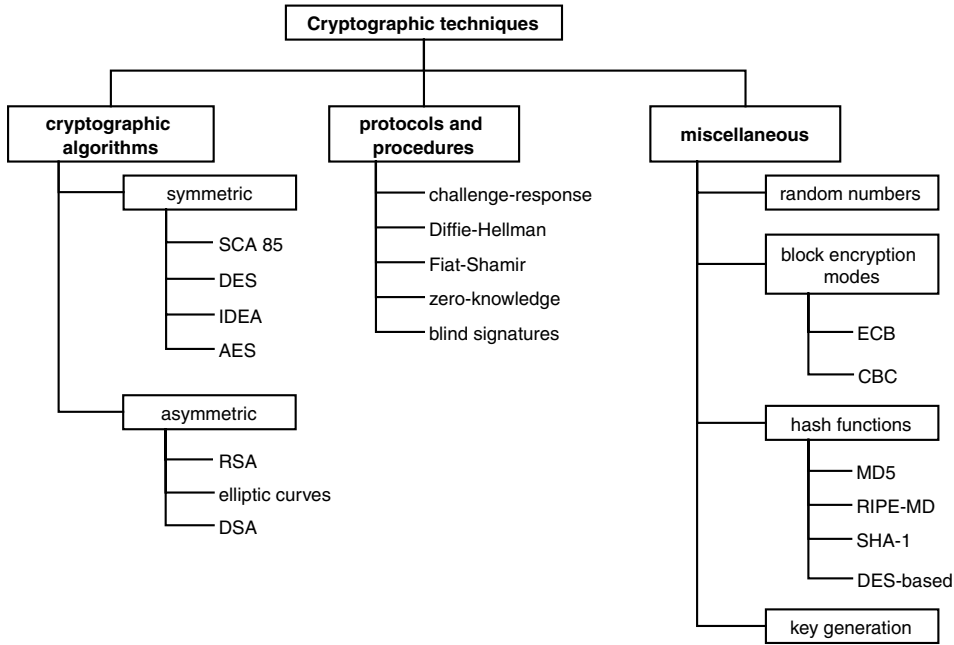 Cryptographic techniques
cryptographic
algorithms
symmetric
SCA 85
DES
IDEA
AES
asymmetric
RSA
elliptic curves
DSA
protocols and
procedures
challenge-response
Diffie-Hellman
Fiat-Shamir
zero-knowledge
blind signatures
miscellaneous
random numbers
block encryption
modes
ECB
CBC
hash functions
MD5
RIPE-MD
SHA-1
DES-based
key generation